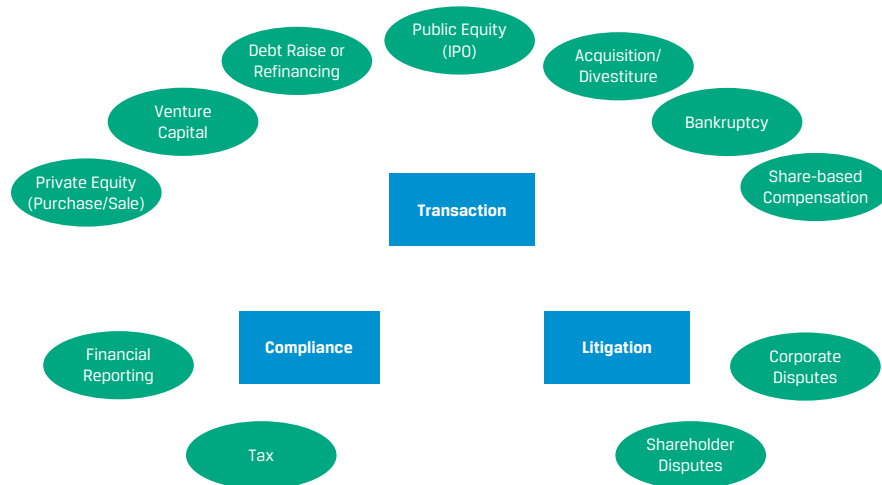 Public Equity
(IPO)
Debt Raise or
Refinancing
Acquisition/
Divestiture
Venture
Capital
Bankruptcy
Private Equity
(Purchase/Sale)
Share-based
Compensation
Transaction
Compliance
Litigation
Financial
Reporting
Corporate
Disputes
Tax
Shareholder
Disputes